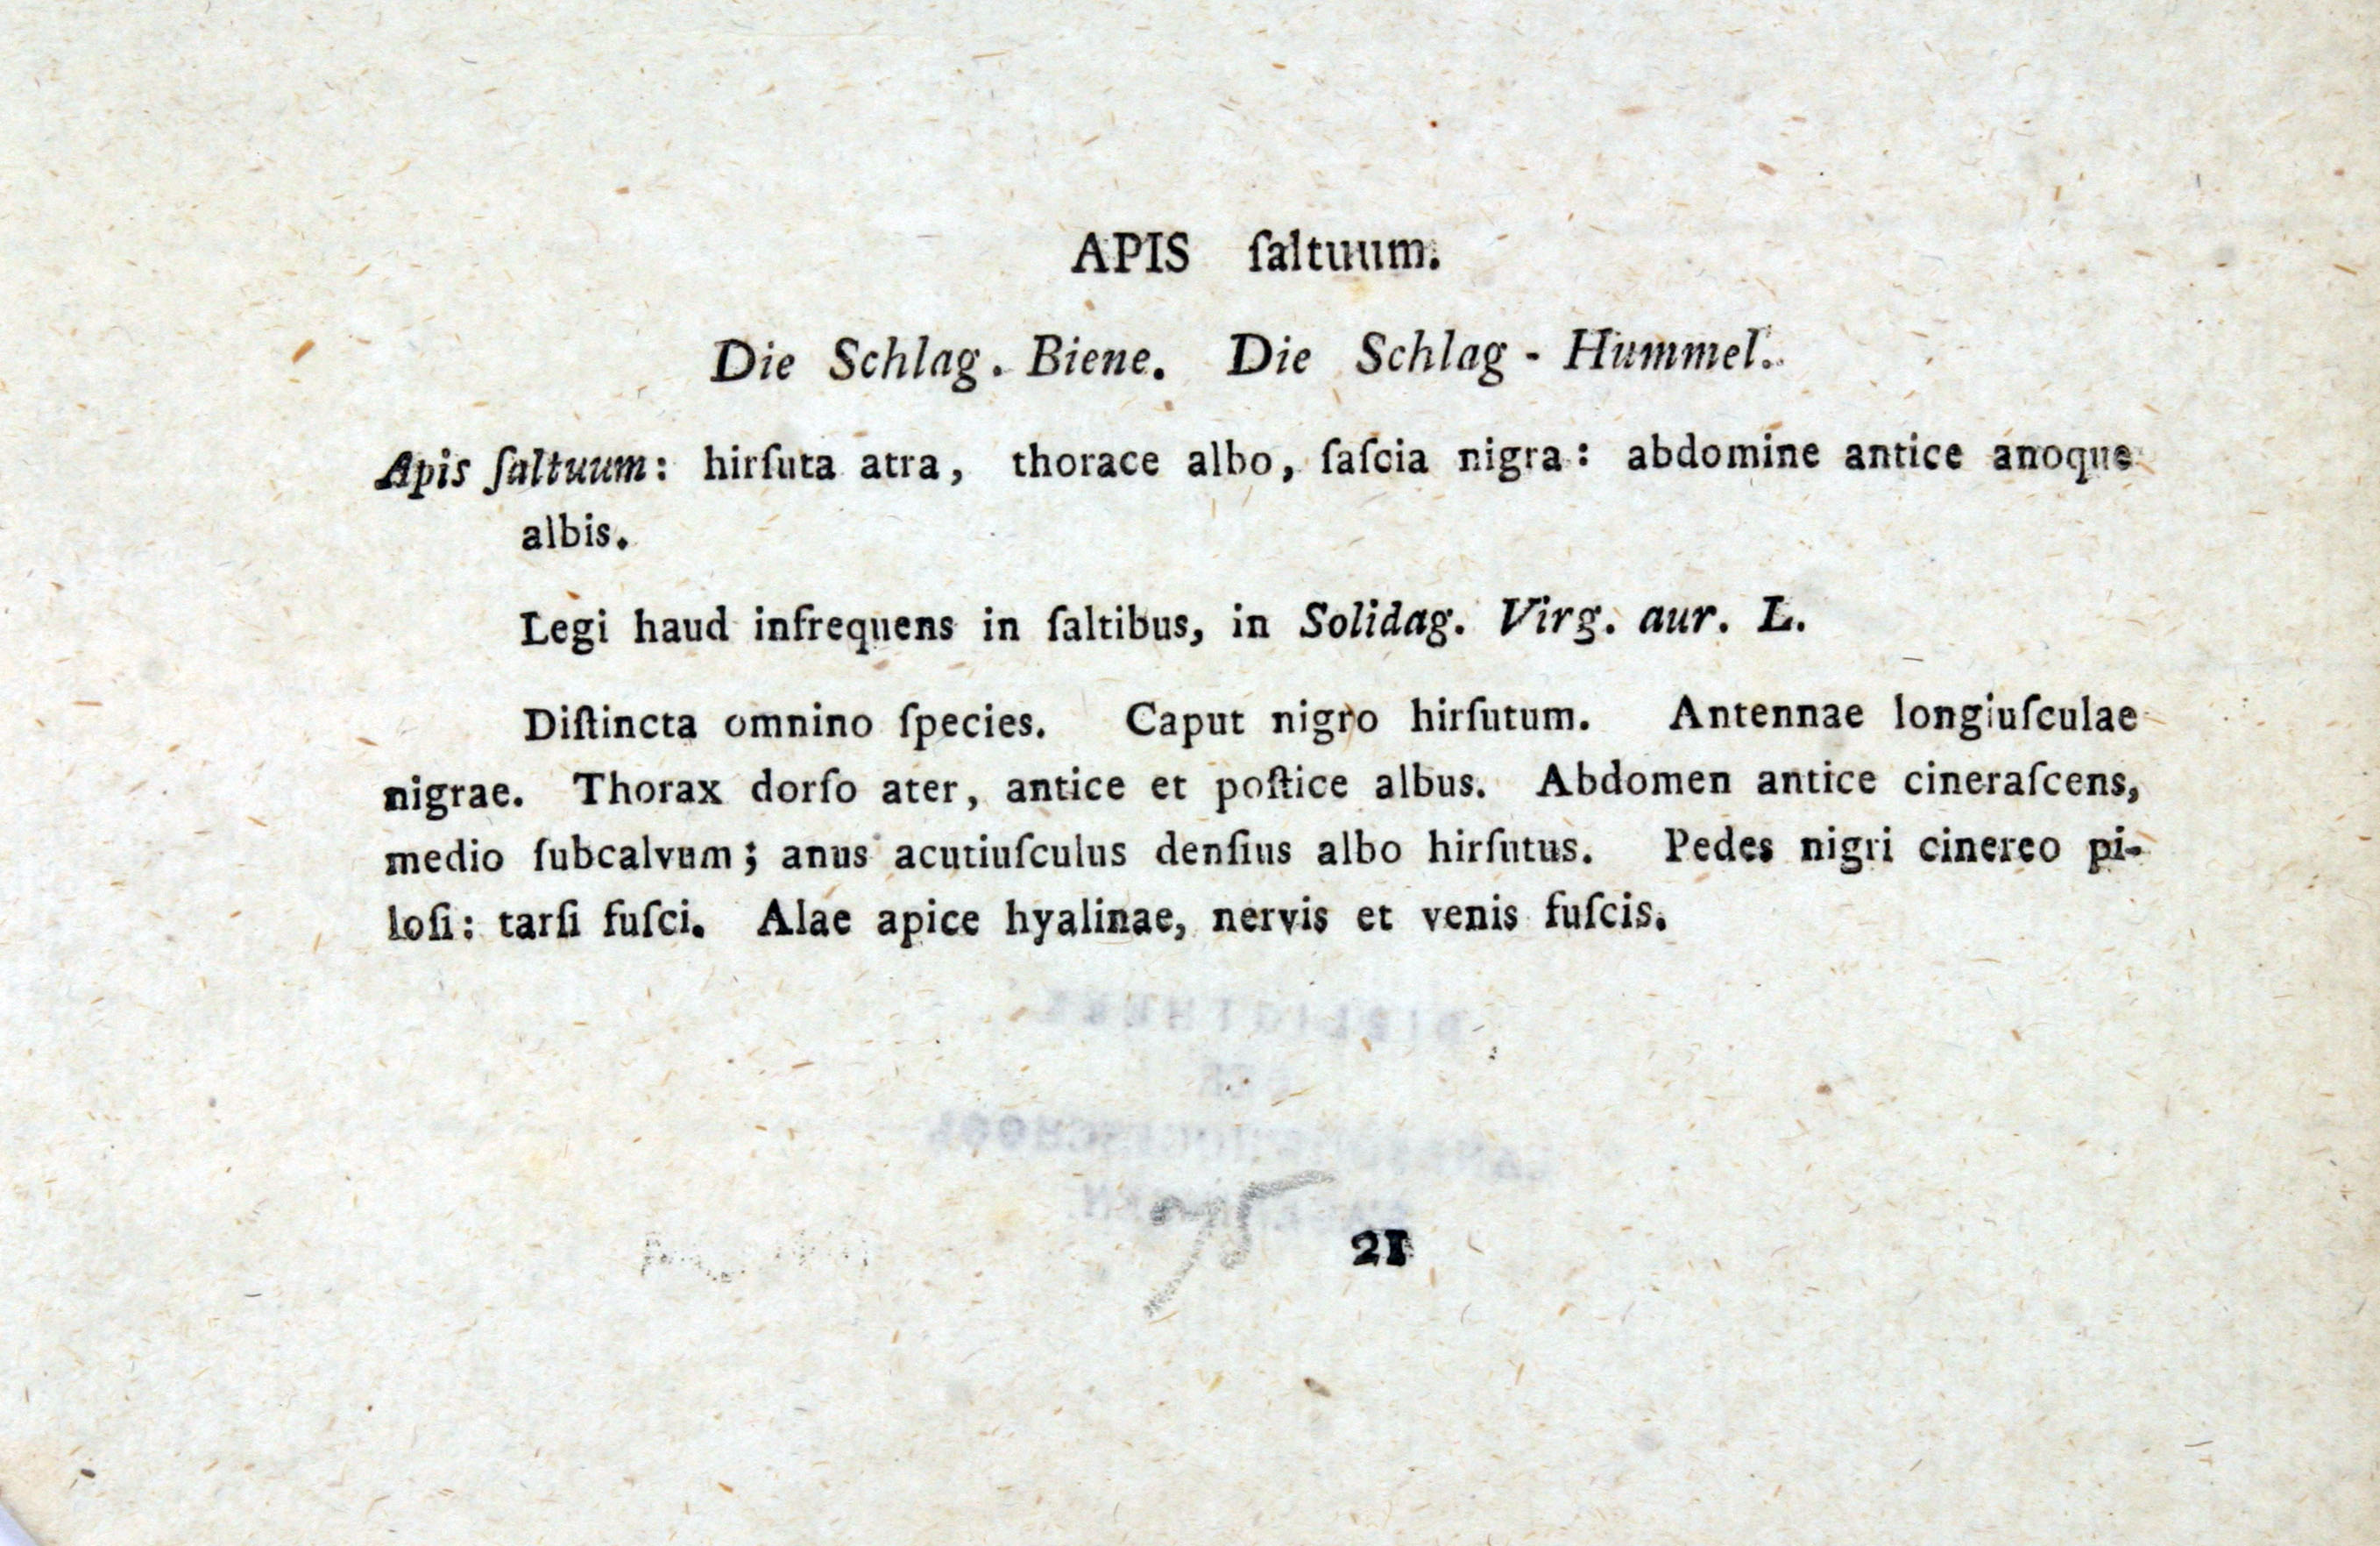 APIS ſaltuum.
Die Schlag-Biene. Die Schlag-Hummel.
Apis ſaltuum: hirſuta atra, thorace albo, faſcia nigra: abdomine antice anoque
albis.
Legi haud infrequens in ſaltibus, in Solidag. Virg. aur. L.
Diſtincta omnino ſpecies. Caput nigro hirſutum. Antennae longiuſculae
nigrae. Thorax dorſo ater, antice et poſtice albus. Abdomen antice cineraſcens,
medio ſubcalvum; anus acutiuſculus denſius albo hirſutus. Pedes nigri cinereo pi-
loſi: tarſi fuſci. Alae apice hyalinae, nervis et venis fuſcis.
75
21